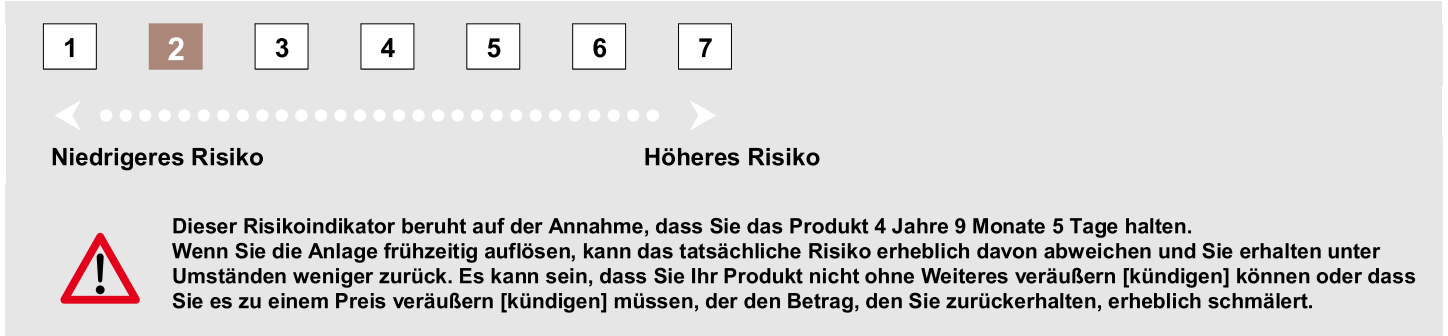 1 2 3 4 5 6 7
Niedrigeres Risiko Höheres Risiko
Dieser Risikoindikator beruht auf der Annahme, dass Sie das Produkt 4 Jahre 9 Monate 5 Tage halten.
Wenn Sie die Anlage frühzeitig auflösen, kann das tatsächliche Risiko erheblich davon abweichen und Sie erhalten unter
Umständen weniger zurück. Es kann sein, dass Sie Ihr Produkt nicht ohne Weiteres veräußern [kündigen] können oder dass
Sie es zu einem Preis veräußern [kündigen] müssen, der den Betrag, den Sie zurückerhalten, erheblich schmälert.